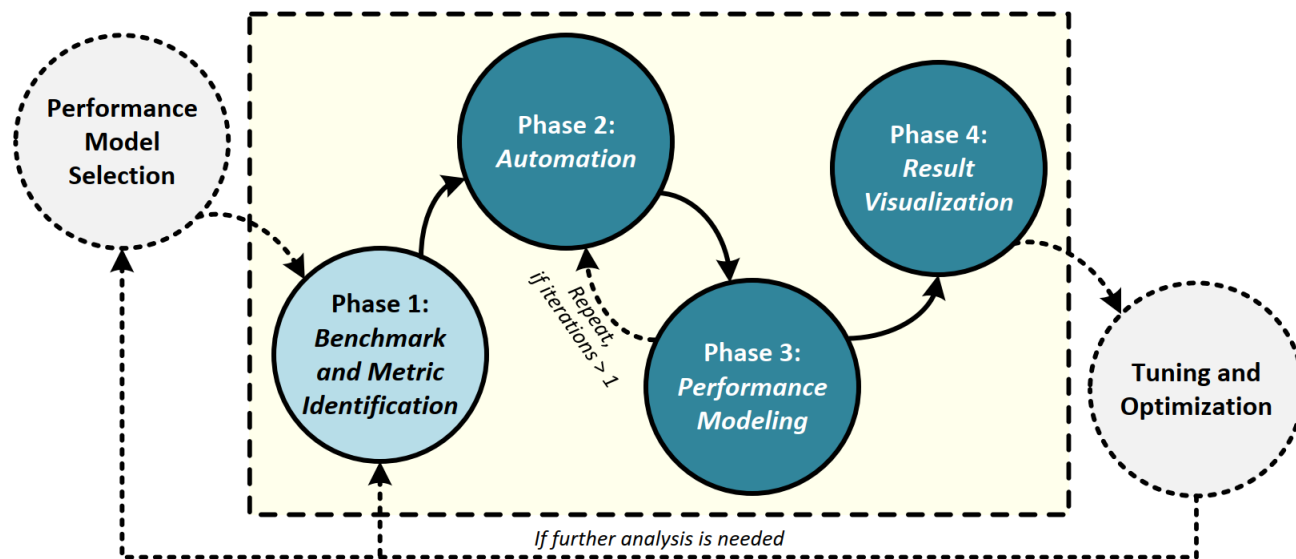 Performance
Model
Selection
Phase 1:
Benchmark
and Metric
Identification
Phase 2:
Automation
Repeat,
if iterations > 1
Phase 3:
Performance
Modeling
Phase 4:
Result
Visualization
Tuning and
Optimization
If further analysis is needed